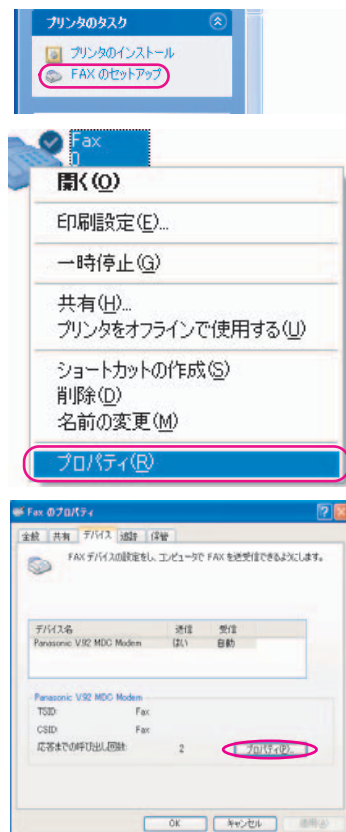 プリンタのタスク
プリンタのインストール
FAX のセットアップ
Fax
0
開く(O)
印刷設定(E)...
一時停止(G)
共有(H)...
プリンタをオフラインで使用する(U)
ショートカットの作成(S)
削除(D)
名前の変更(M)
プロパティ(R)
Fax のプロパティ
全般 共有 デバイス 追跡 保管
FAX デバイスの設定をし、コンピュータで FAX を送受信できるようにします。
デバイス名 送信 受信
Panasonic V.92 MDC Modem はい 自動
Panasonic V.92 MDC Modem
TSID: Fax
CSID: Fax
応答までの呼び出し回数: 2 プロパティ(P)...
OK キャンセル 適用(A)